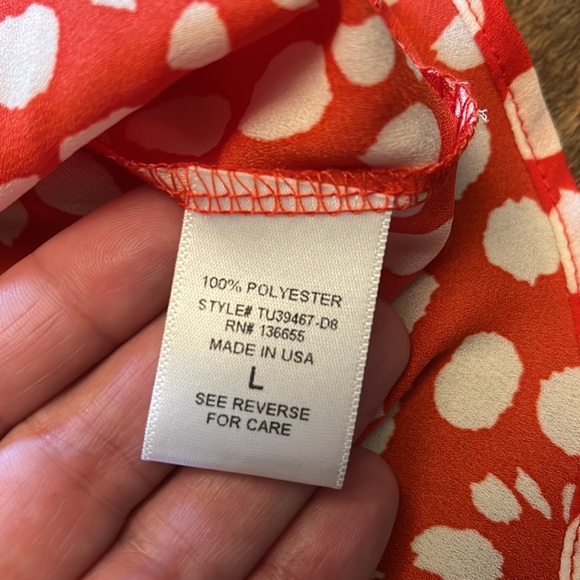 100% POLYESTER
STYLE# TU39467-D8
RN# 136655
MADE IN USA
L
SEE REVERSE
FOR CARE